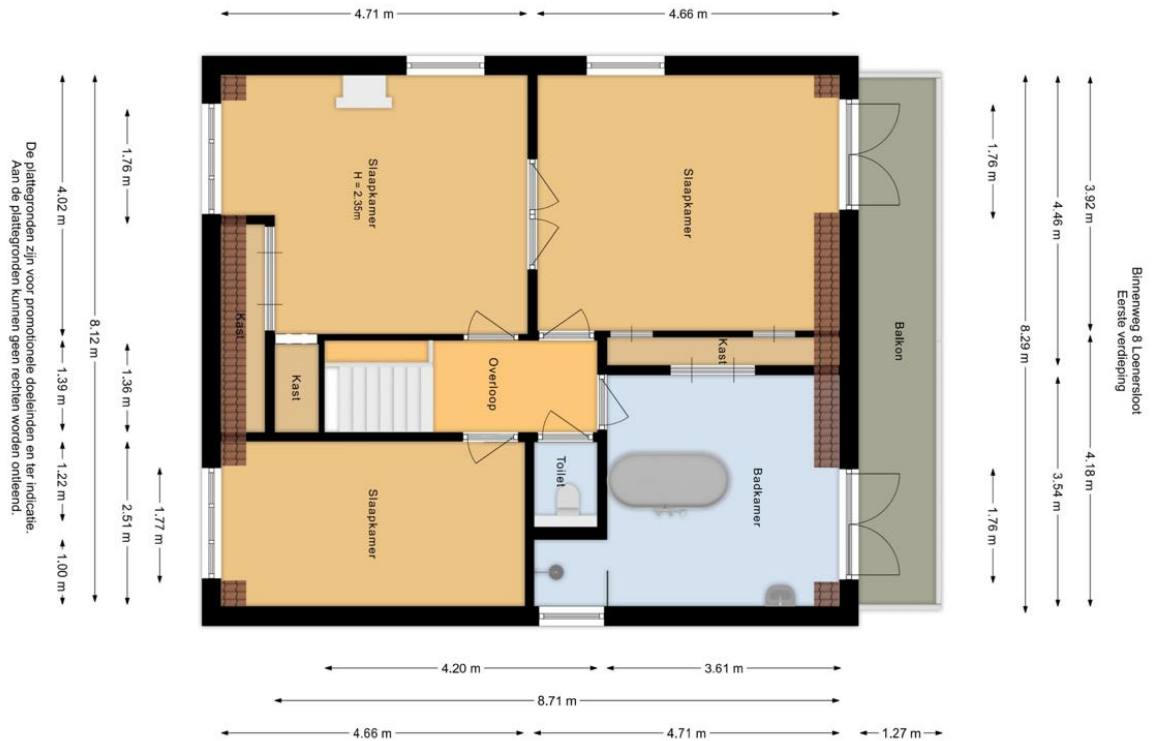 4.71 m
4.66 m
De plattegronden zijn voor promotionele doeleinden en ter indicatie.
Aan de plattegronden kunnen geen rechten worden ontleend.
8.12 m
4.02 m
1.39 m
1.22 m
1.00 m
1.76 m
1.36 m
2.51 m
1.77 m
Slaapkamer
H = 2.35m
Slaapkamer
Kast
Kast
Overloop
Kast
Slaapkamer
Toilet
Badkamer
Balkon
1.76 m
1.76 m
4.46 m
3.54 m
3.92 m
4.18 m
8.29 m
Binnenweg 8 Loenersloot
Eerste verdieping
4.20 m
3.61 m
8.71 m
4.66 m
4.71 m
1.27 m